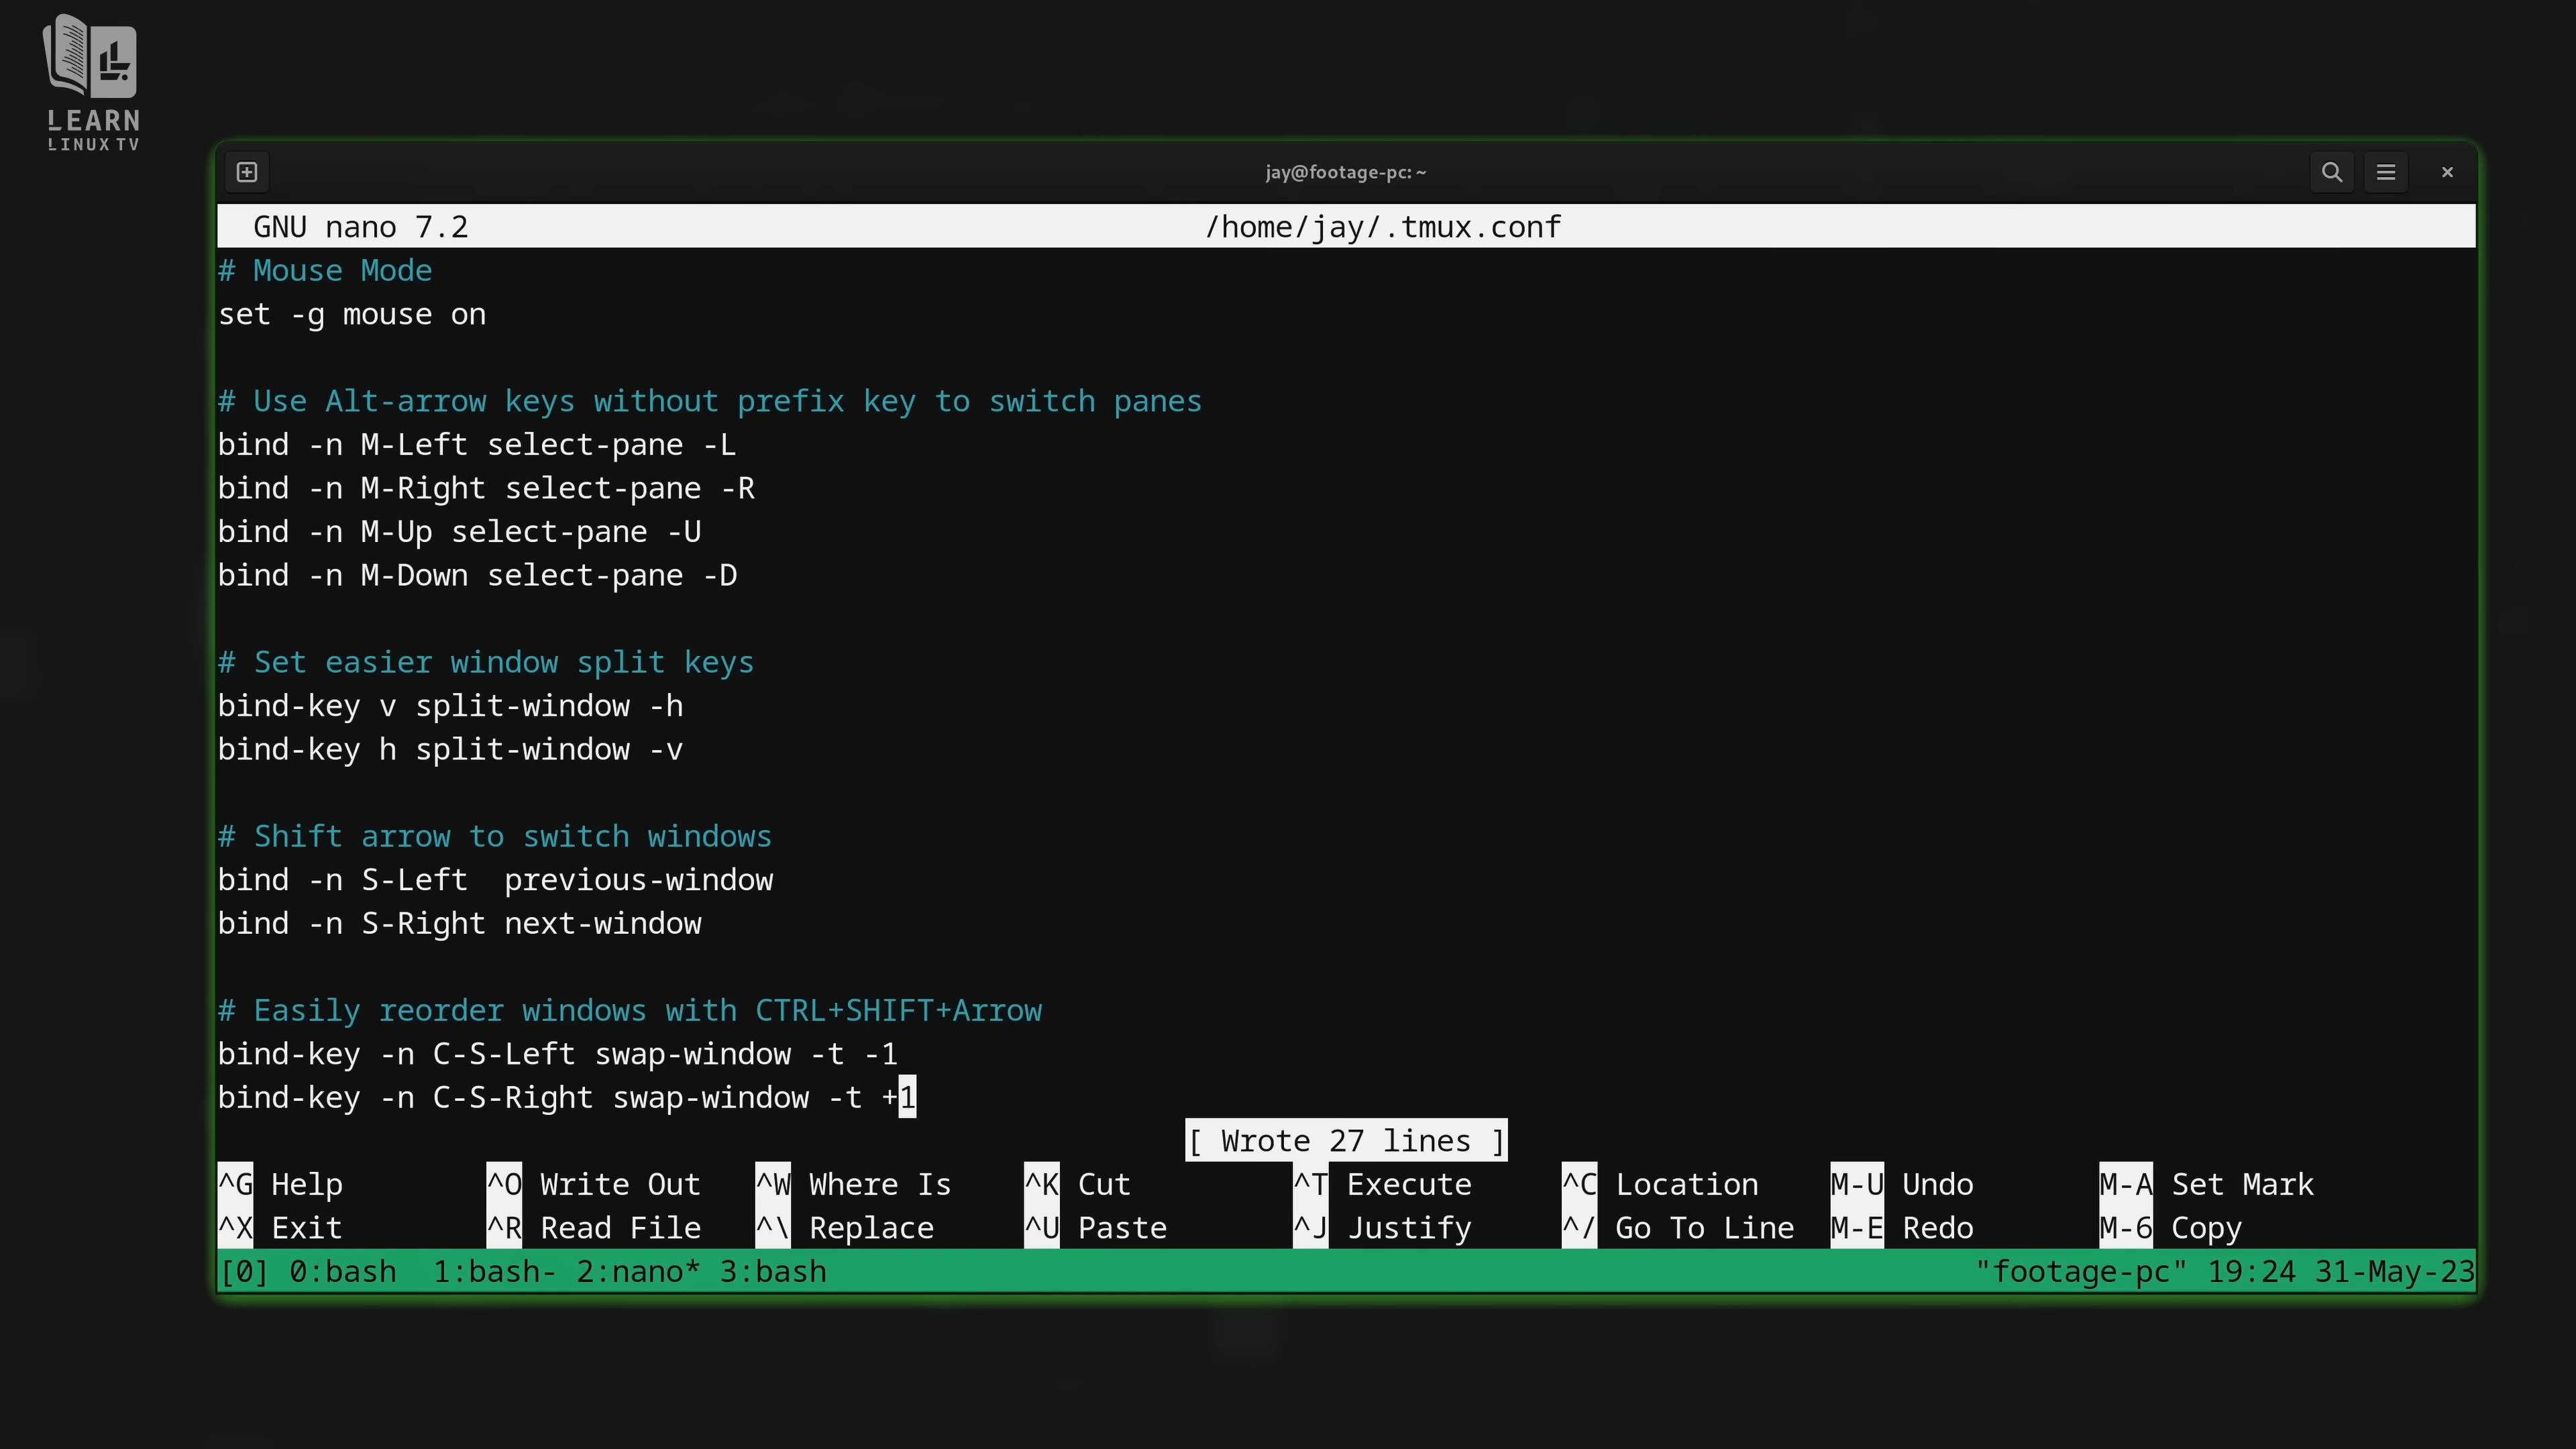 LEARN
LINUX TV
jay@footage-pc: ~
GNU nano 7.2 /home/jay/.tmux.conf
# Mouse Mode
set -g mouse on
# Use Alt-arrow keys without prefix key to switch panes
bind -n M-Left select-pane -L
bind -n M-Right select-pane -R
bind -n M-Up select-pane -U
bind -n M-Down select-pane -D
# Set easier window split keys
bind-key v split-window -h
bind-key h split-window -v
# Shift arrow to switch windows
bind -n S-Left  previous-window
bind -n S-Right next-window
# Easily reorder windows with CTRL+SHIFT+Arrow
bind-key -n C-S-Left swap-window -t -1
bind-key -n C-S-Right swap-window -t +1
[ Wrote 27 lines ]
^G Help ^O Write Out ^W Where Is ^K Cut ^T Execute ^C Location M-U Undo M-A Set Mark
^X Exit ^R Read File ^\ Replace ^U Paste ^J Justify ^/ Go To Line M-E Redo M-6 Copy
[0] 0:bash  1:bash- 2:nano* 3:bash "footage-pc" 19:24 31-May-23